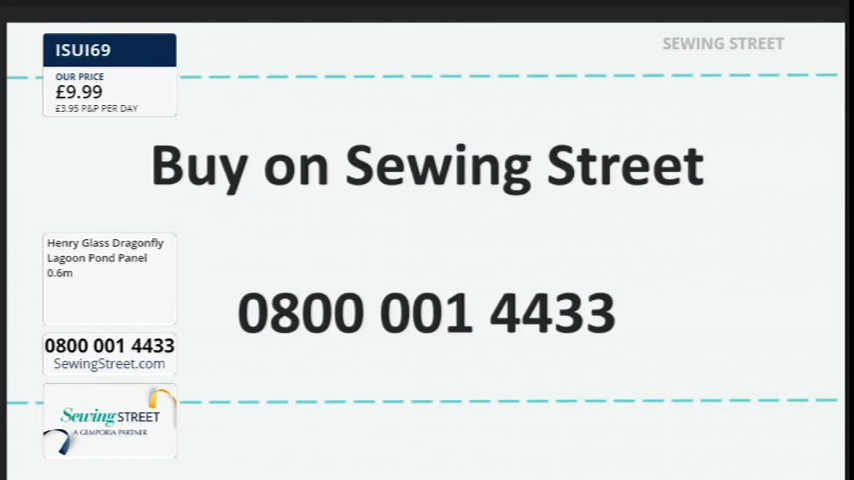 ISUI69
SEWING STREET
OUR PRICE
£9.99
£3.95 P&P PER DAY
Buy on Sewing Street
Henry Glass Dragonfly
Lagoon Pond Panel
0.6m
0800 001 4433
0800 001 4433
SewingStreet.com
Sewing STREET
A GEMPORIA PARTNER